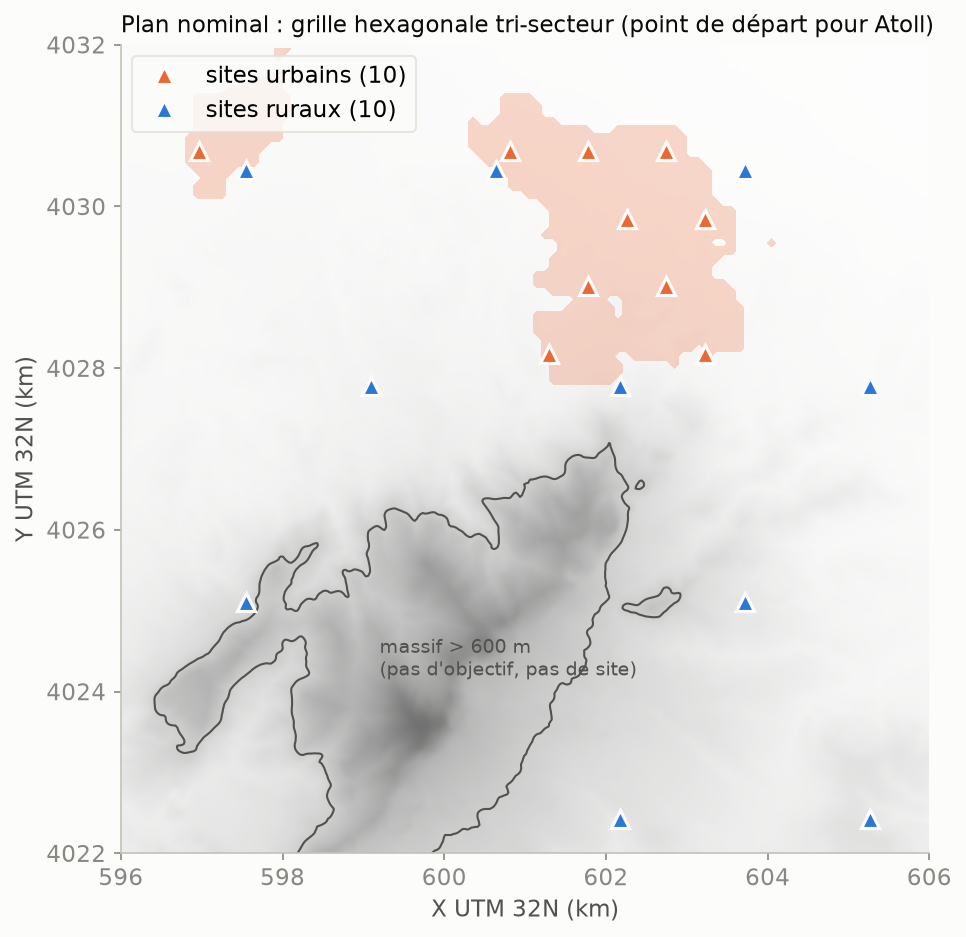 Plan nominal : grille hexagonale tri-secteur (point de départ pour Atoll)
sites urbains (10)
sites ruraux (10)
4032
4030
4028
4026
4024
4022
Y UTM 32N (km)
massif > 600 m
(pas d'objectif, pas de site)
596 598 600 602 604 606
X UTM 32N (km)